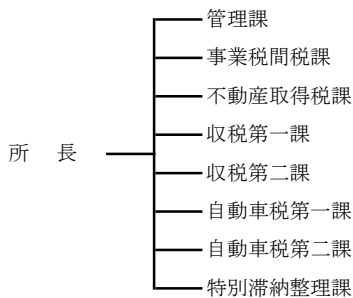 管理課
事業税間税課
不動産取得税課
所　長
収税第一課
収税第二課
自動車税第一課
自動車税第二課
特別滞納整理課